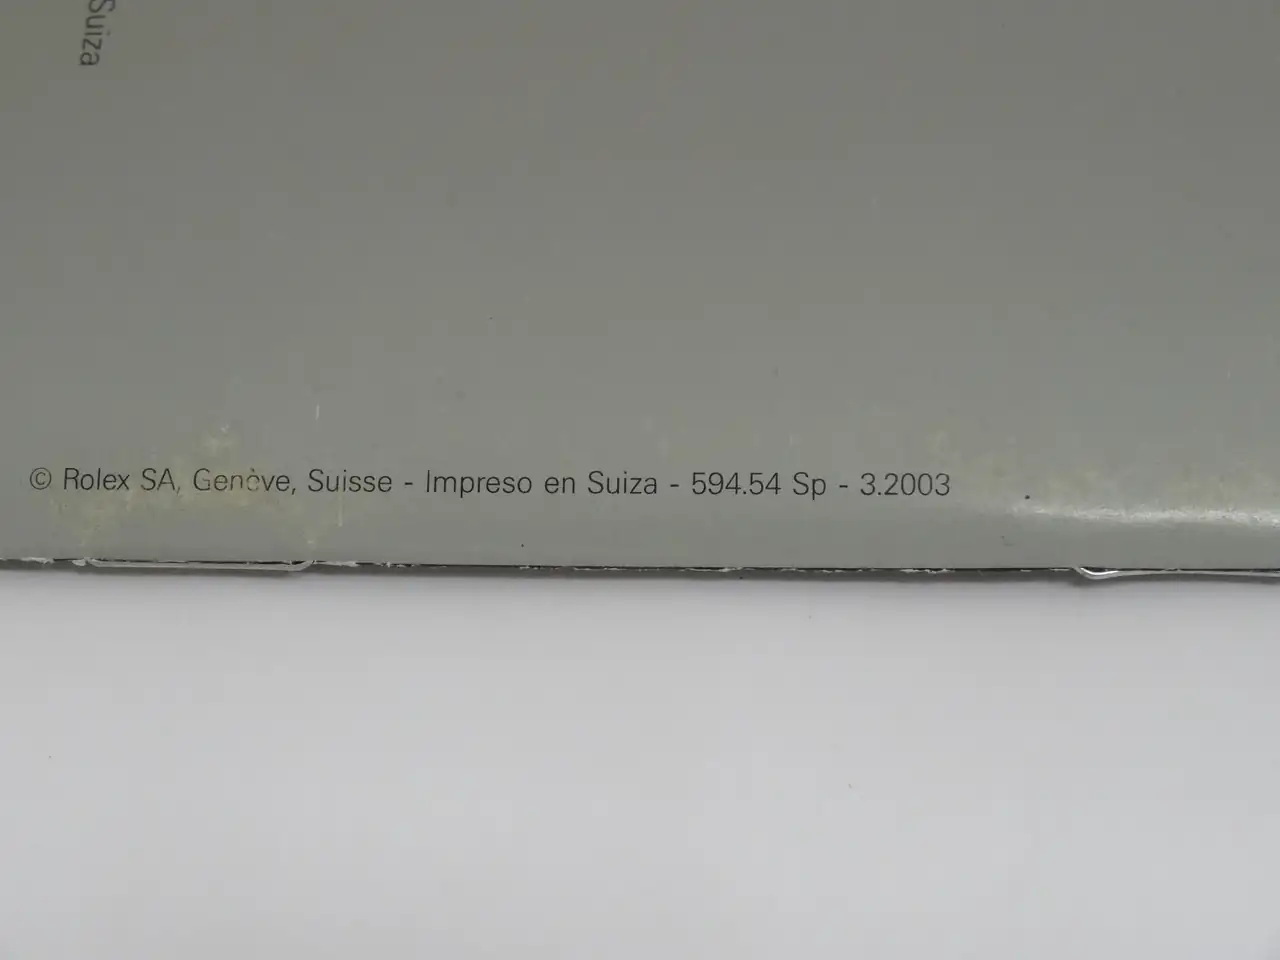 Suiza
© Rolex SA, Genève, Suisse - Impreso en Suiza - 594.54 Sp - 3.2003